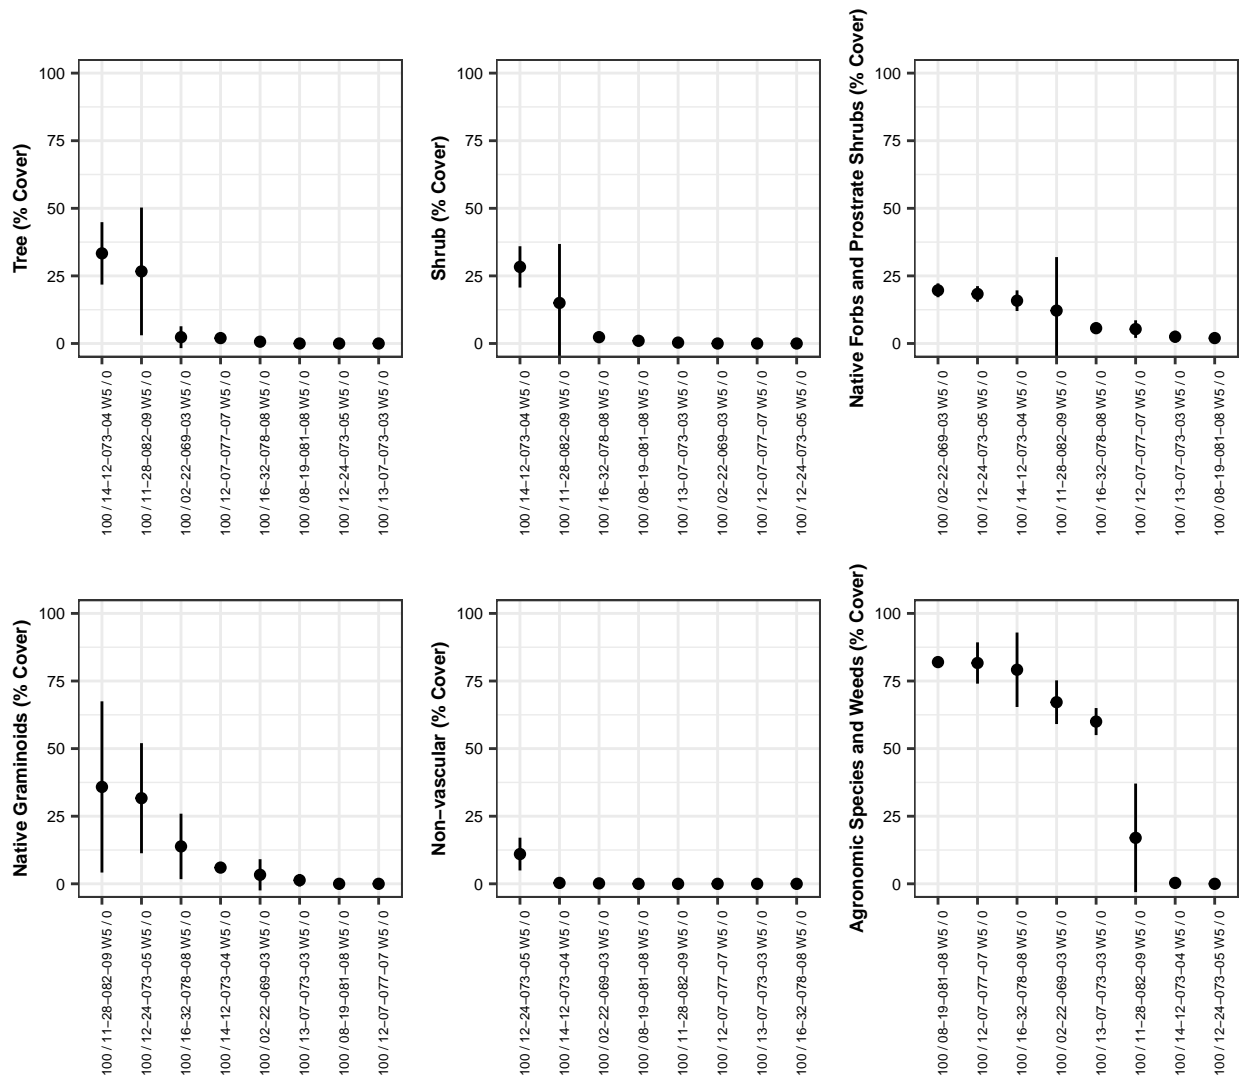 Tree (% Cover)
100
75
50
25
0
100 / 14−12−073−04 W5 / 0
100 / 11−28−082−09 W5 / 0
100 / 02−22−069−03 W5 / 0
100 / 12−07−077−07 W5 / 0
100 / 16−32−078−08 W5 / 0
100 / 08−19−081−08 W5 / 0
100 / 12−24−073−05 W5 / 0
100 / 13−07−073−03 W5 / 0
Shrub (% Cover)
100
75
50
25
0
100 / 14−12−073−04 W5 / 0
100 / 11−28−082−09 W5 / 0
100 / 16−32−078−08 W5 / 0
100 / 08−19−081−08 W5 / 0
100 / 13−07−073−03 W5 / 0
100 / 02−22−069−03 W5 / 0
100 / 12−07−077−07 W5 / 0
100 / 12−24−073−05 W5 / 0
Native Forbs and Prostrate Shrubs (% Cover)
100
75
50
25
0
100 / 02−22−069−03 W5 / 0
100 / 12−24−073−05 W5 / 0
100 / 14−12−073−04 W5 / 0
100 / 11−28−082−09 W5 / 0
100 / 16−32−078−08 W5 / 0
100 / 12−07−077−07 W5 / 0
100 / 13−07−073−03 W5 / 0
100 / 08−19−081−08 W5 / 0
Native Graminoids (% Cover)
100
75
50
25
0
100 / 11−28−082−09 W5 / 0
100 / 12−24−073−05 W5 / 0
100 / 16−32−078−08 W5 / 0
100 / 14−12−073−04 W5 / 0
100 / 02−22−069−03 W5 / 0
100 / 13−07−073−03 W5 / 0
100 / 08−19−081−08 W5 / 0
100 / 12−07−077−07 W5 / 0
Non−vascular (% Cover)
100
75
50
25
0
100 / 12−24−073−05 W5 / 0
100 / 14−12−073−04 W5 / 0
100 / 02−22−069−03 W5 / 0
100 / 08−19−081−08 W5 / 0
100 / 11−28−082−09 W5 / 0
100 / 12−07−077−07 W5 / 0
100 / 13−07−073−03 W5 / 0
100 / 16−32−078−08 W5 / 0
Agronomic Species and Weeds (% Cover)
100
75
50
25
0
100 / 08−19−081−08 W5 / 0
100 / 12−07−077−07 W5 / 0
100 / 16−32−078−08 W5 / 0
100 / 02−22−069−03 W5 / 0
100 / 13−07−073−03 W5 / 0
100 / 11−28−082−09 W5 / 0
100 / 14−12−073−04 W5 / 0
100 / 12−24−073−05 W5 / 0